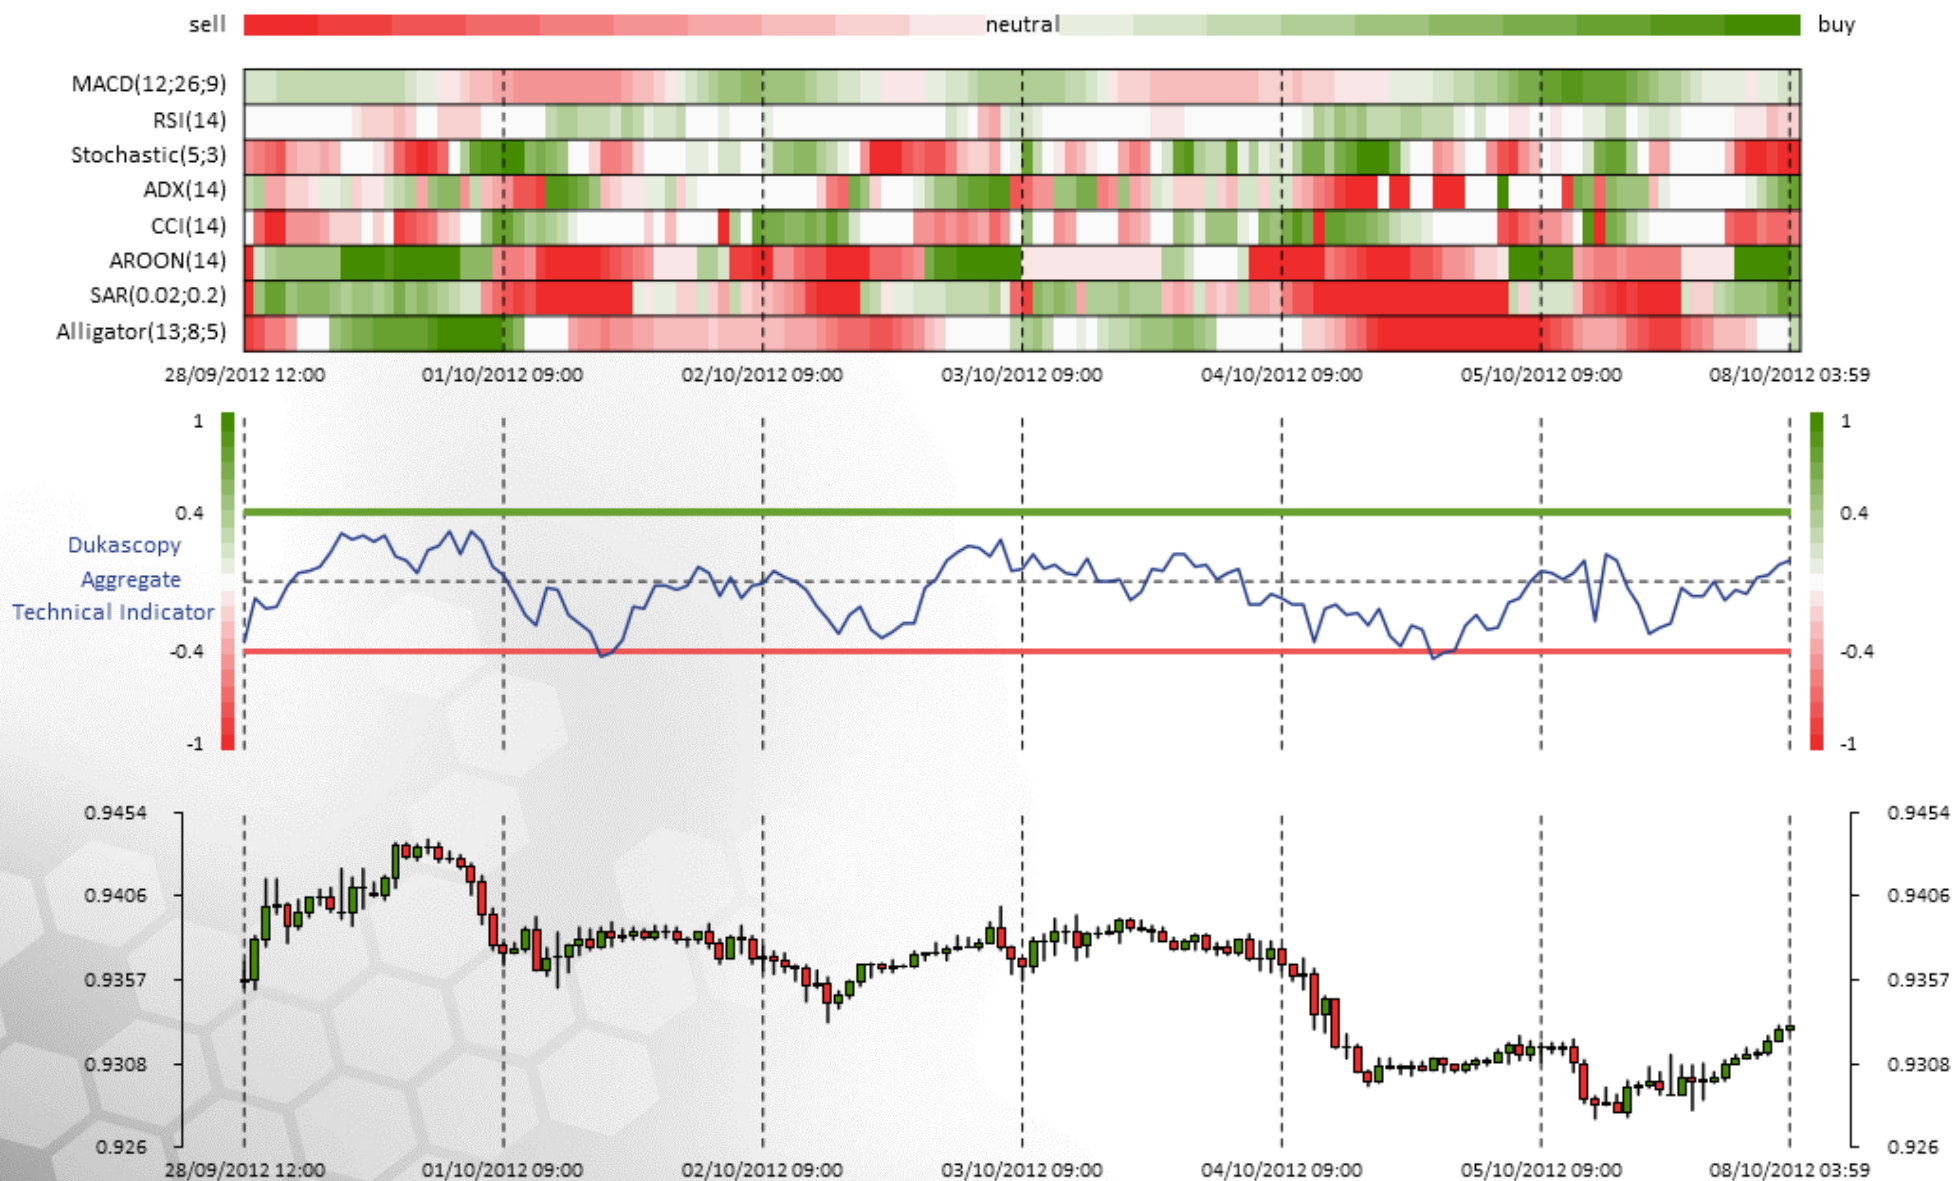 sell neutral buy
MACD(12;26;9)
RSI(14)
Stochastic(5;3)
ADX(14)
CCI(14)
AROON(14)
SAR(0.02;0.2)
Alligator(13;8;5)
28/09/2012 12:00 01/10/2012 09:00 02/10/2012 09:00 03/10/2012 09:00 04/10/2012 09:00 05/10/2012 09:00 08/10/2012 03:59
1 1
0.4 0.4
Dukascopy
Aggregate
Technical Indicator
-0.4 -0.4
-1 -1
0.9454 0.9454
0.9406 0.9406
0.9357 0.9357
0.9308 0.9308
0.926 0.926
28/09/2012 12:00 01/10/2012 09:00 02/10/2012 09:00 03/10/2012 09:00 04/10/2012 09:00 05/10/2012 09:00 08/10/2012 03:59